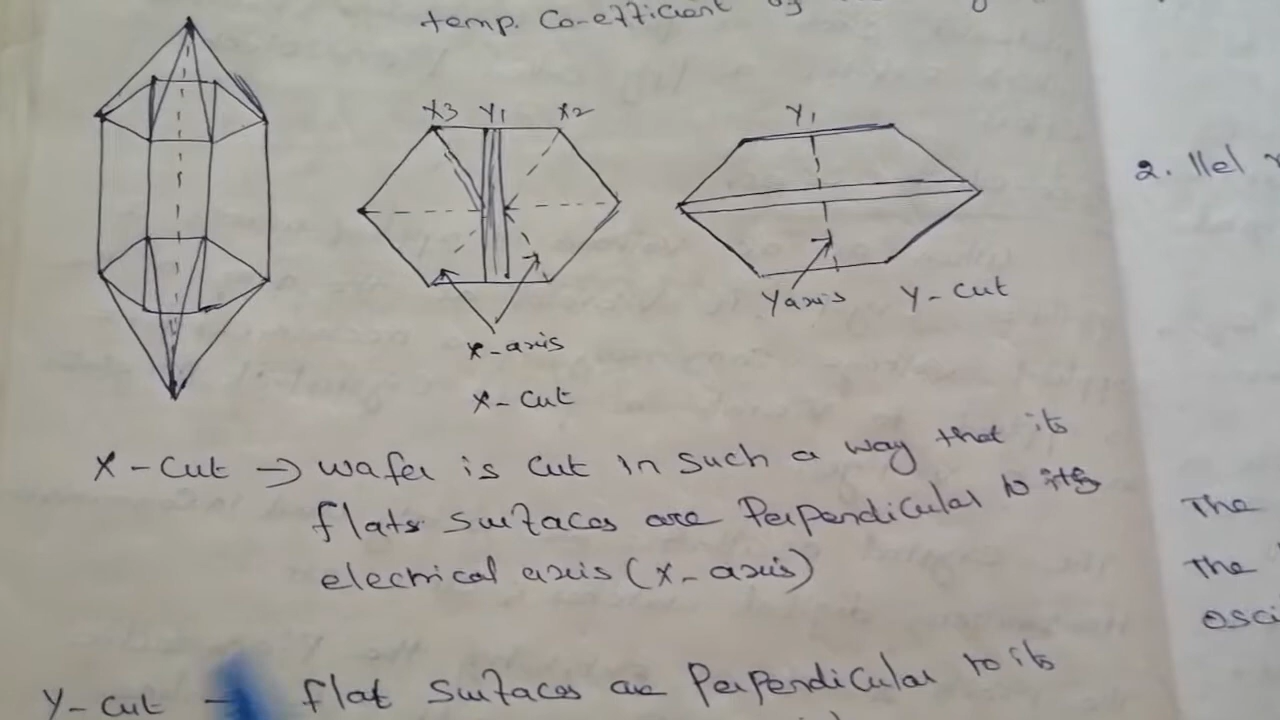 temp. Co-efficient
X3 Y1 X2
Y1
2. llel
Yaxis Y-cut
X-axis
X-cut
X-cut → wafer is cut in such a way that its
flats surfaces are Perpendicular to its
electrical axis (X-axis)
The
the
osci
Y-cut → flat surfaces are Perpendicular to its